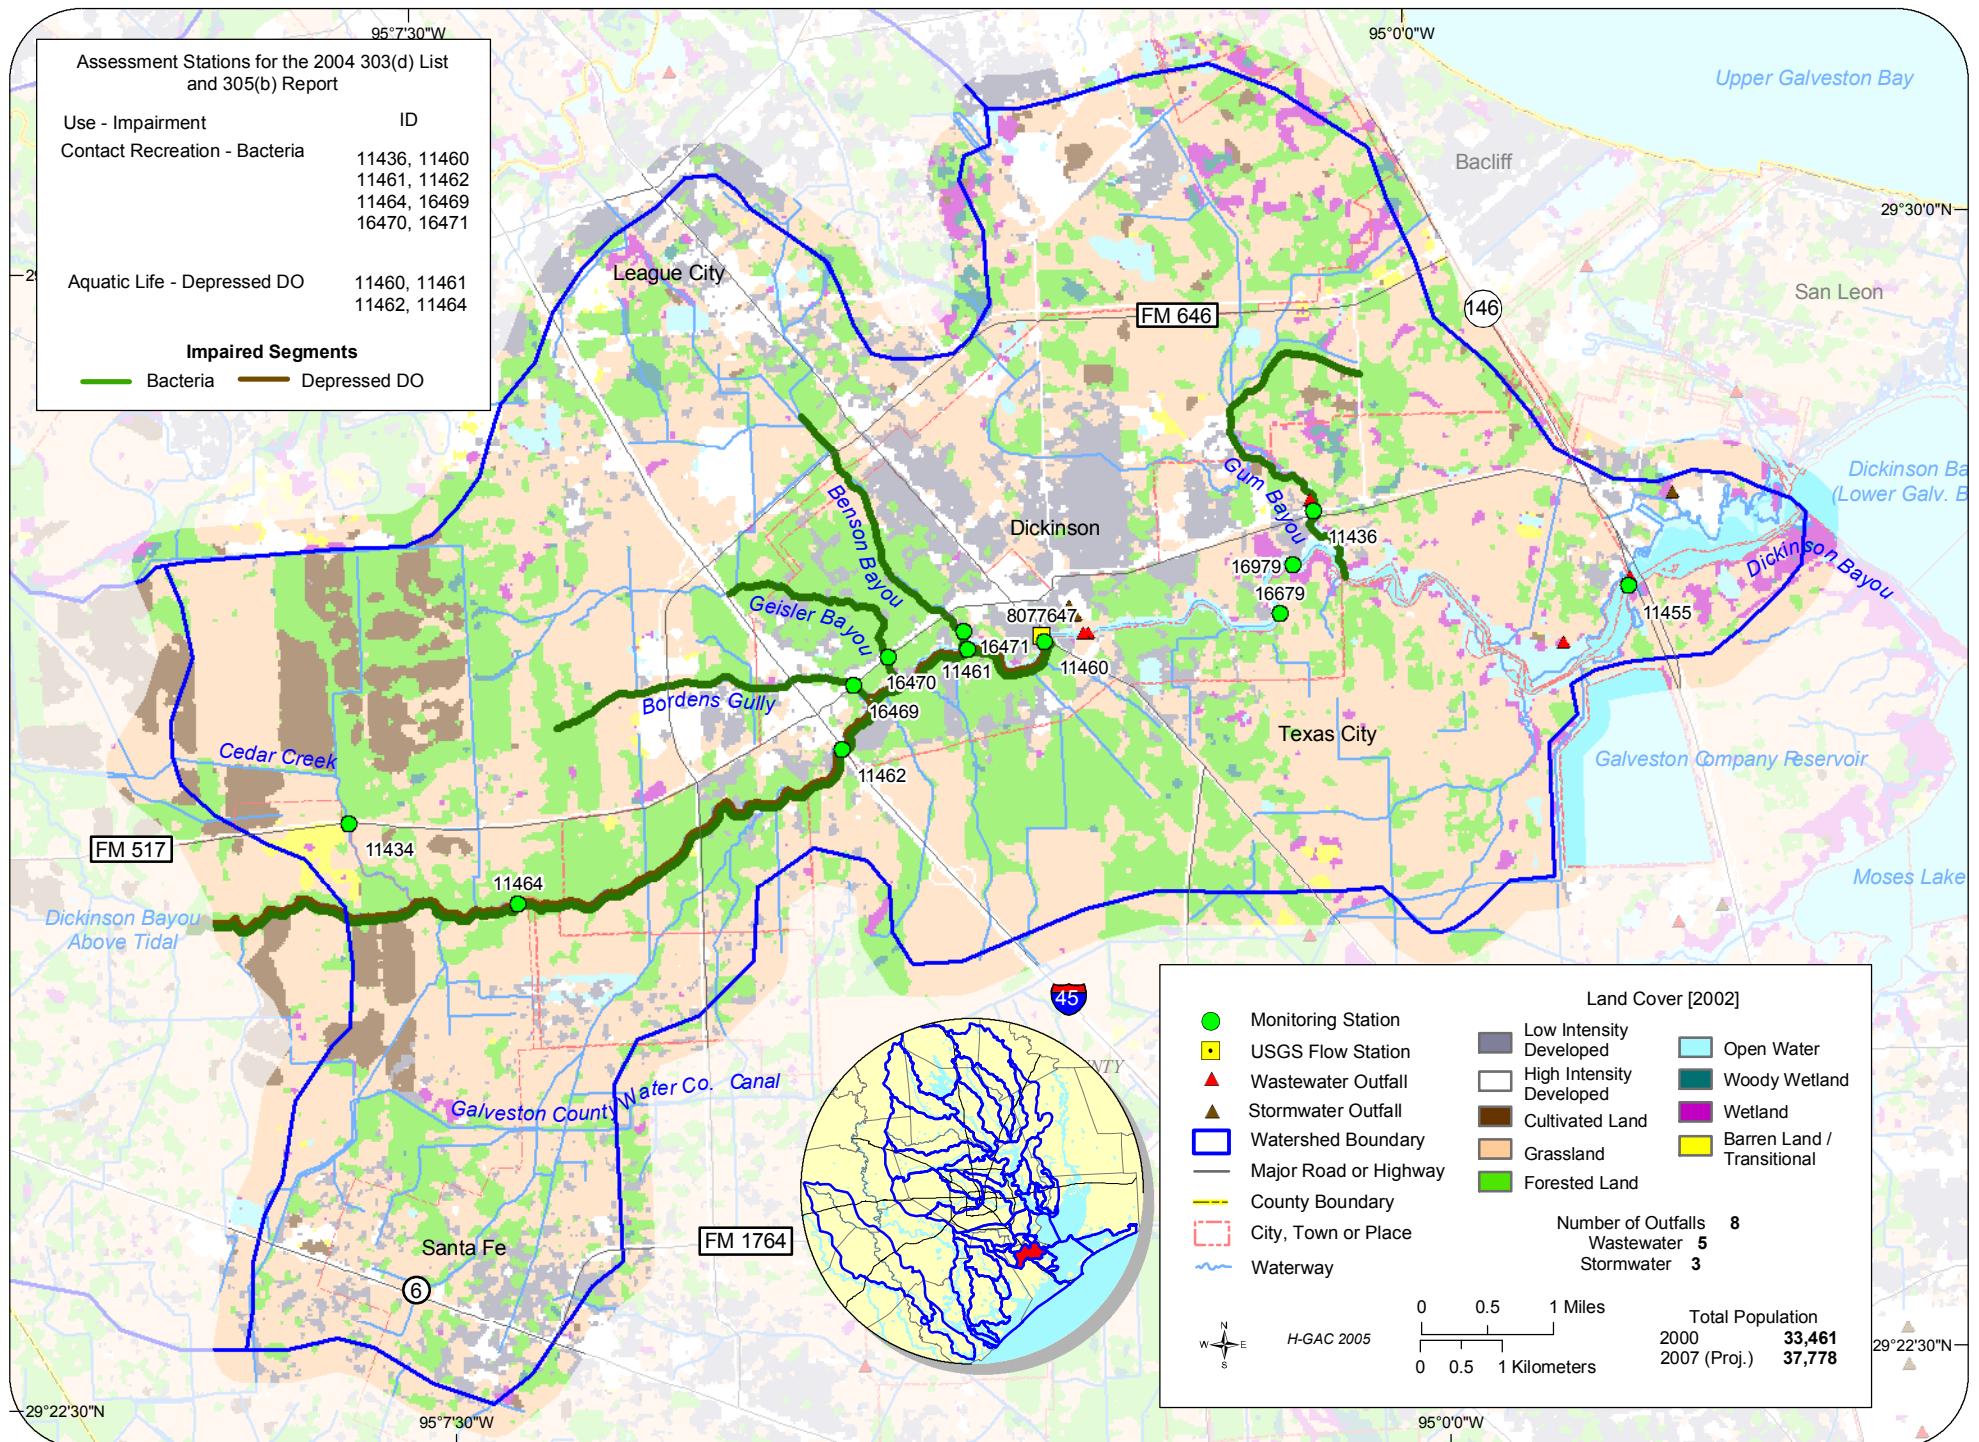 95°7'30"W
95°0'0"W
Assessment Stations for the 2004 303(d) List
and 305(b) Report
Use - Impairment
ID
Contact Recreation - Bacteria
11436, 11460
11461, 11462
11464, 16469
16470, 16471
Aquatic Life - Depressed DO
11460, 11461
11462, 11464
Impaired Segments
Bacteria
Depressed DO
Upper Galveston Bay
Bacliff
29°30'0"N
League City
San Leon
FM 646
146
Gum Bayou
Dickinson Ba
(Lower Galv. B
Benson Bayou
Dickinson
11436
16979
Dickinson Bayou
16679
Geisler Bayou
8077647
11455
16471
11461
11460
16470
Bordens Gully
16469
Texas City
Cedar Creek
Galveston Company Reservoir
11462
FM 517
11434
11464
Moses Lake
Dickinson Bayou
Above Tidal
45
NTY
Galveston County Water Co. Canal
Santa Fe
FM 1764
6
Monitoring Station
USGS Flow Station
Wastewater Outfall
Stormwater Outfall
Watershed Boundary
Major Road or Highway
County Boundary
City, Town or Place
Waterway
Land Cover [2002]
Low Intensity
Developed
High Intensity
Developed
Cultivated Land
Grassland
Forested Land
Open Water
Woody Wetland
Wetland
Barren Land /
Transitional
Number of Outfalls 8
Wastewater 5
Stormwater 3
N
W E
S
H-GAC 2005
0 0.5 1 Miles
0 0.5 1 Kilometers
Total Population
2000 33,461
2007 (Proj.) 37,778
29°22'30"N
29°22'30"N
95°7'30"W
95°0'0"W